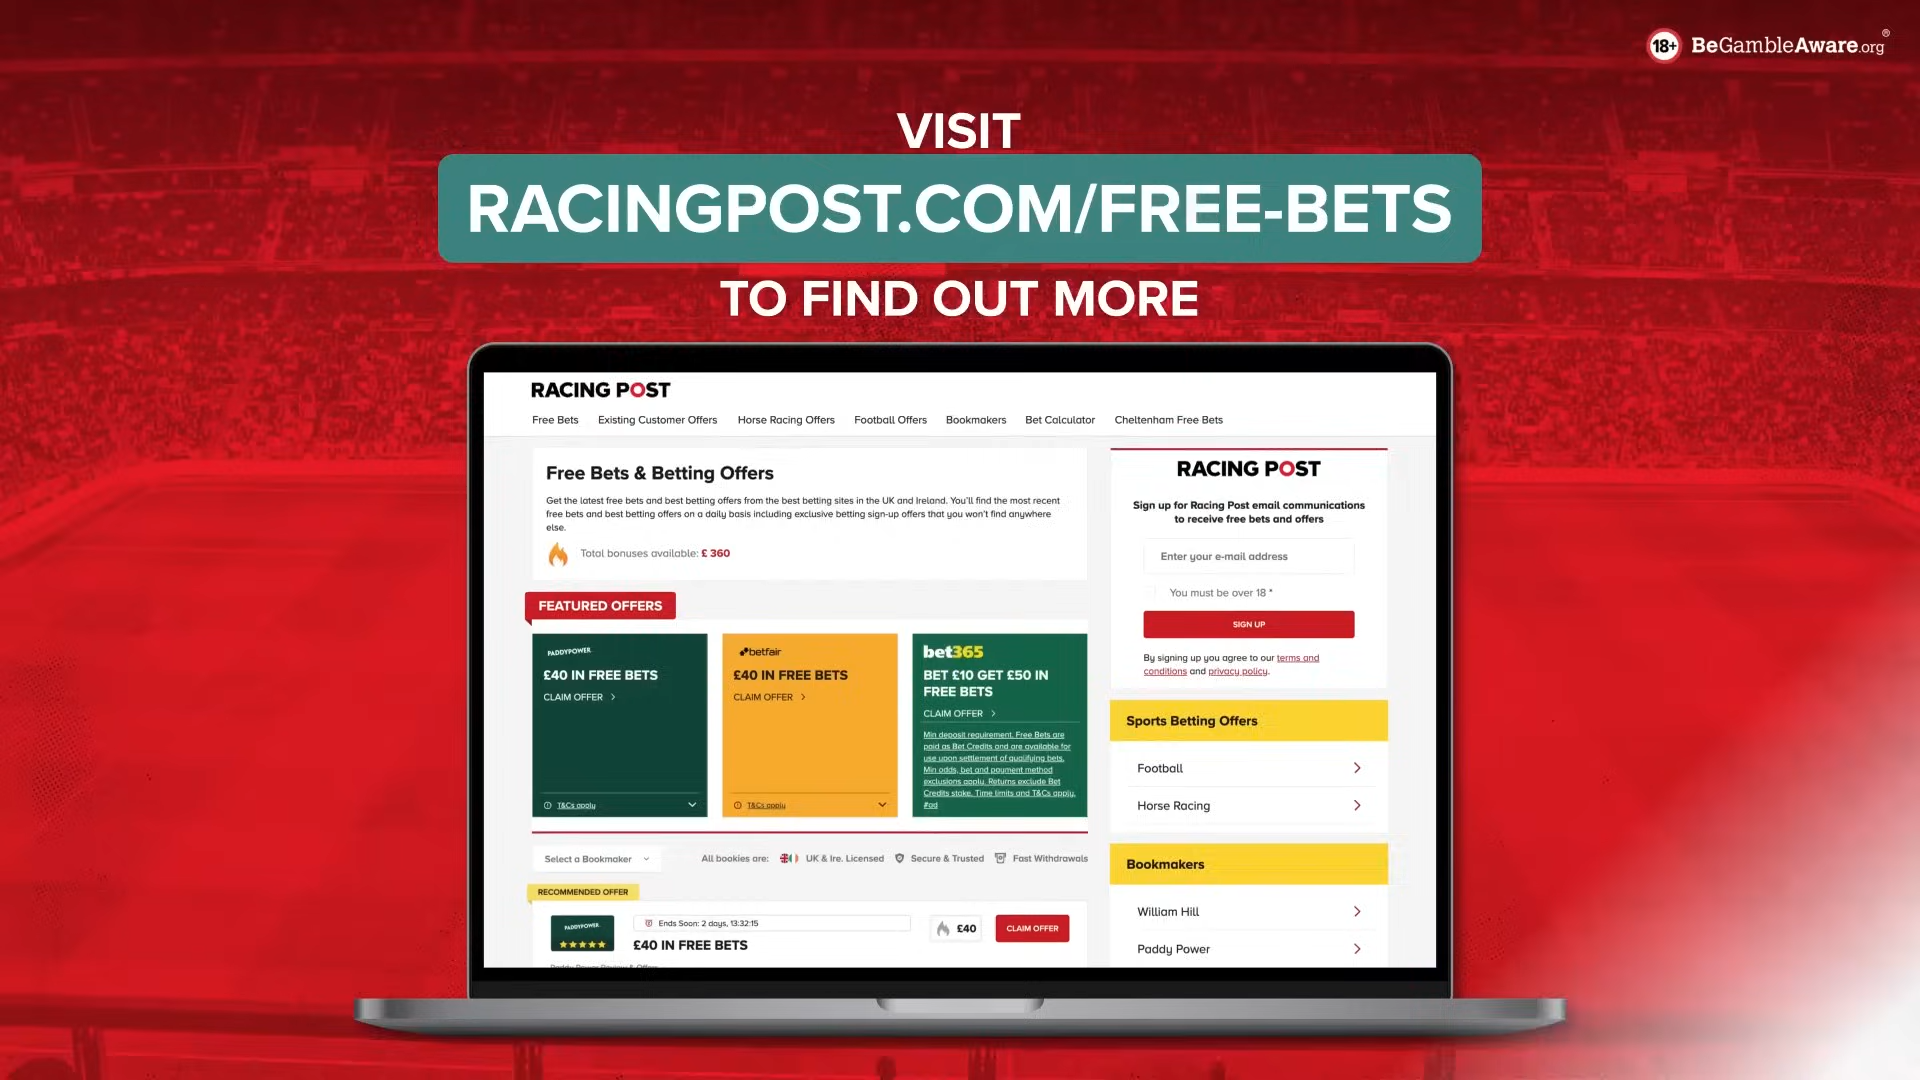 18+ BeGambleAware.org®
VISIT
RACINGPOST.COM/FREE-BETS
TO FIND OUT MORE
RACING POST
Free Bets Existing Customer Offers Horse Racing Offers Football Offers Bookmakers Bet Calculator Cheltenham Free Bets
Free Bets & Betting Offers
Get the latest free bets and best betting offers from the best betting sites in the UK and Ireland. You'll find the most recent
free bets and best betting offers on a daily basis including exclusive betting sign-up offers that you won't find anywhere
else.
Total bonuses available: £ 360
FEATURED OFFERS
PADDYPOWER
£40 IN FREE BETS
CLAIM OFFER
T&Cs apply
betfair
£40 IN FREE BETS
CLAIM OFFER
T&Cs apply
bet365
BET £10 GET £50 IN
FREE BETS
CLAIM OFFER
Min deposit requirement. Free Bets are
paid as Bet Credits and are available for
use upon settlement of qualifying bets.
Min odds, bet and payment method
exclusions apply. Returns exclude Bet
Credits stake. Time limits and T&Cs apply.
#ad
Select a Bookmaker
All bookies are: UK & Ire. Licensed Secure & Trusted Fast Withdrawals
RECOMMENDED OFFER
PADDYPOWER
Ends Soon: 2 days, 13:32:15
£40 IN FREE BETS
£40
CLAIM OFFER
Paddy Power Review & Offers
RACING POST
Sign up for Racing Post email communications
to receive free bets and offers
Enter your e-mail address
You must be over 18 *
SIGN UP
By signing up you agree to our terms and
conditions and privacy policy.
Sports Betting Offers
Football
Horse Racing
Bookmakers
William Hill
Paddy Power